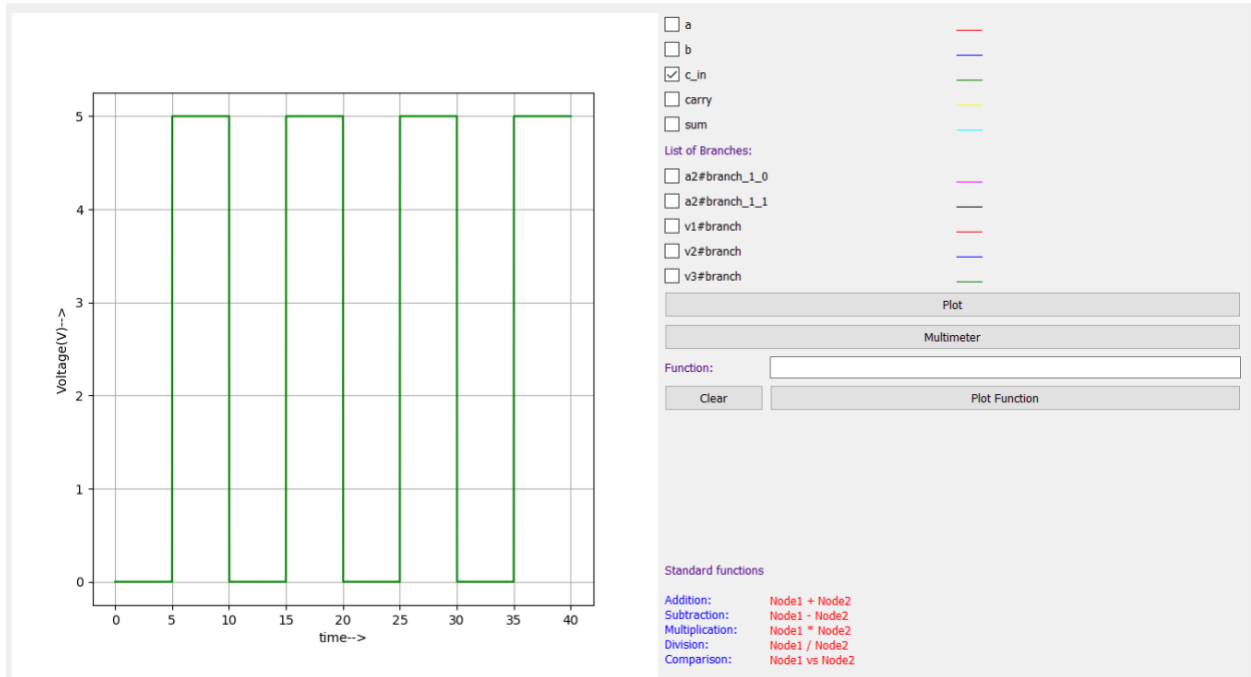 5
4
3
2
1
0
Voltage(V)-->
0 5 10 15 20 25 30 35 40
time-->
a
b
c_in
carry
sum
List of Branches:
a2#branch_1_0
a2#branch_1_1
v1#branch
v2#branch
v3#branch
Plot
Multimeter
Function:
Clear Plot Function
Standard functions
Addition: Node1 + Node2
Subtraction: Node1 - Node2
Multiplication: Node1 * Node2
Division: Node1 / Node2
Comparison: Node1 vs Node2